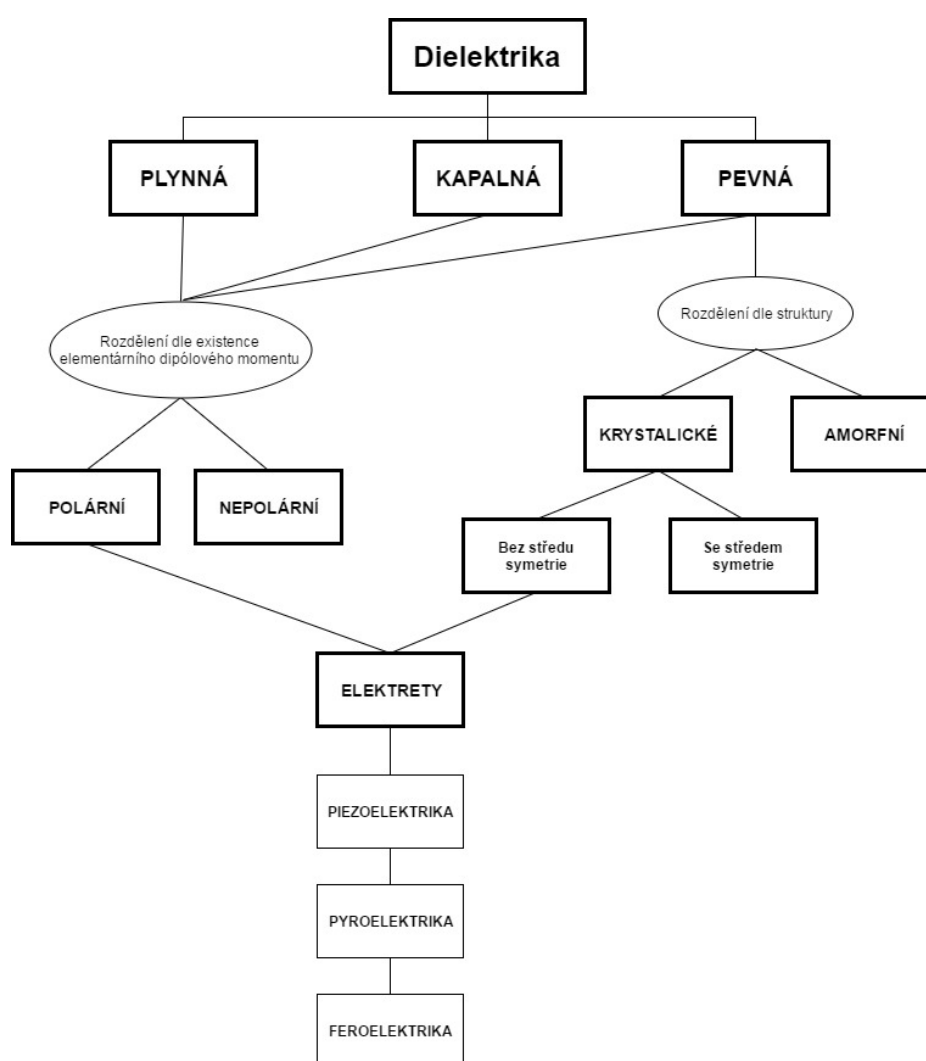 Dielektrika
PLYNNÁ
KAPALNÁ
PEVNÁ
Rozdělení dle existence
elementárního dipólového momentu
Rozdělení dle struktury
KRYSTALICKÉ
AMORFNÍ
POLÁRNÍ
NEPOLÁRNÍ
Bez středu
symetrie
Se středem
symetrie
ELEKTRETY
PIEZOELEKTRIKA
PYROELEKTRIKA
FEROELEKTRIKA